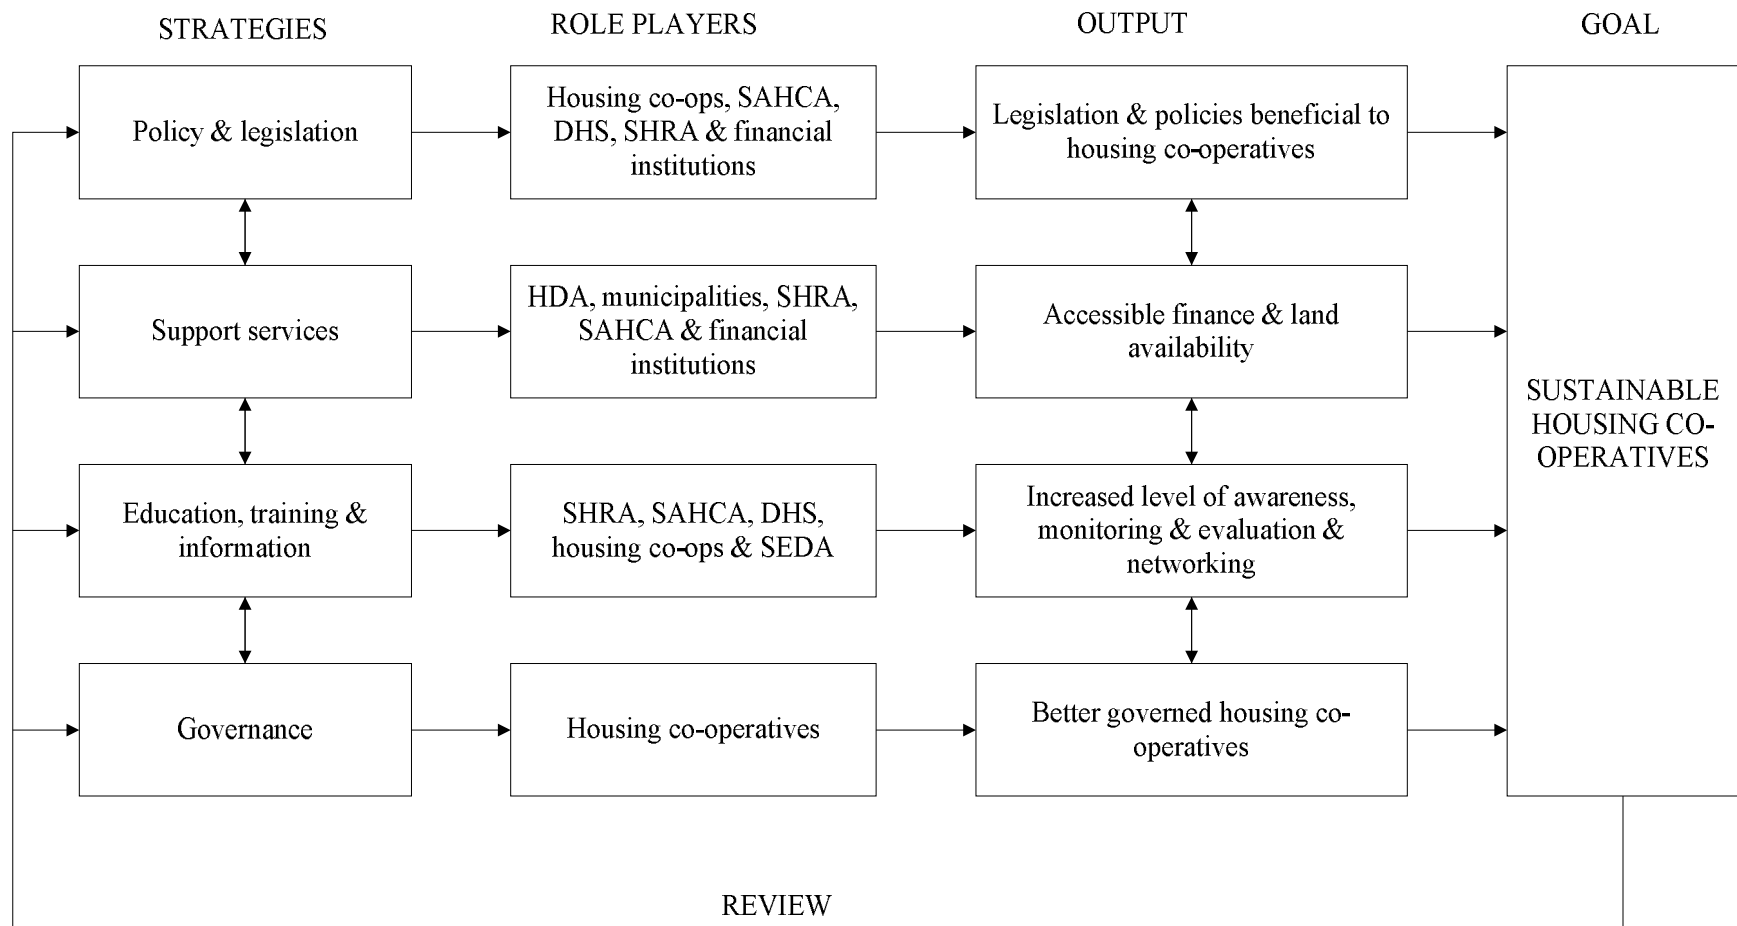 STRATEGIES
ROLE PLAYERS
OUTPUT
GOAL
Policy & legislation
Housing co-ops, SAHCA,
DHS, SHRA & financial
institutions
Legislation & policies beneficial to
housing co-operatives
Support services
HDA, municipalities, SHRA,
SAHCA & financial
institutions
Accessible finance & land
availability
SUSTAINABLE
HOUSING CO-
OPERATIVES
Education, training &
information
SHRA, SAHCA, DHS,
housing co-ops & SEDA
Increased level of awareness,
monitoring & evaluation &
networking
Governance
Housing co-operatives
Better governed housing co-
operatives
REVIEW